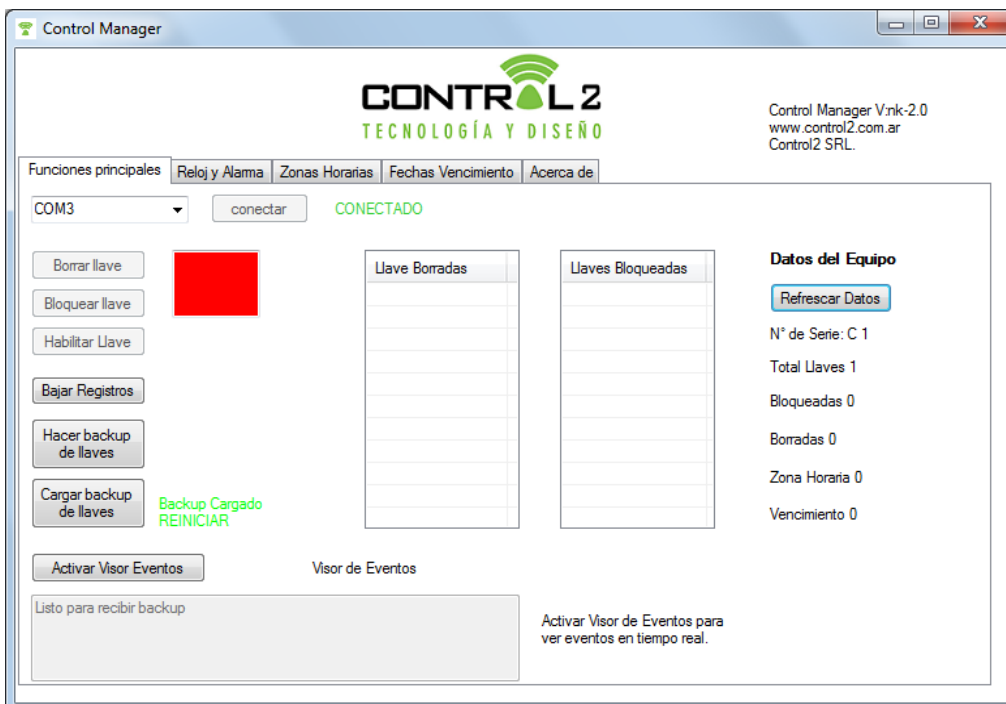 Control Manager
CONTROL 2
TECNOLOGÍA Y DISEÑO
Control Manager V:nk-2.0
www.control2.com.ar
Control2 SRL.
Funciones principales
Reloj y Alarma
Zonas Horarias
Fechas Vencimiento
Acerca de
COM3
conectar
CONECTADO
Borrar llave
Bloquear llave
Habilitar Llave
Bajar Registros
Hacer backup
de llaves
Cargar backup
de llaves
Backup Cargado
REINICIAR
Llave Borradas
Llaves Bloqueadas
Datos del Equipo
Refrescar Datos
N° de Serie: C 1
Total Llaves 1
Bloqueadas 0
Borradas 0
Zona Horaria 0
Vencimiento 0
Activar Visor Eventos
Visor de Eventos
Listo para recibir backup
Activar Visor de Eventos para
ver eventos en tiempo real.